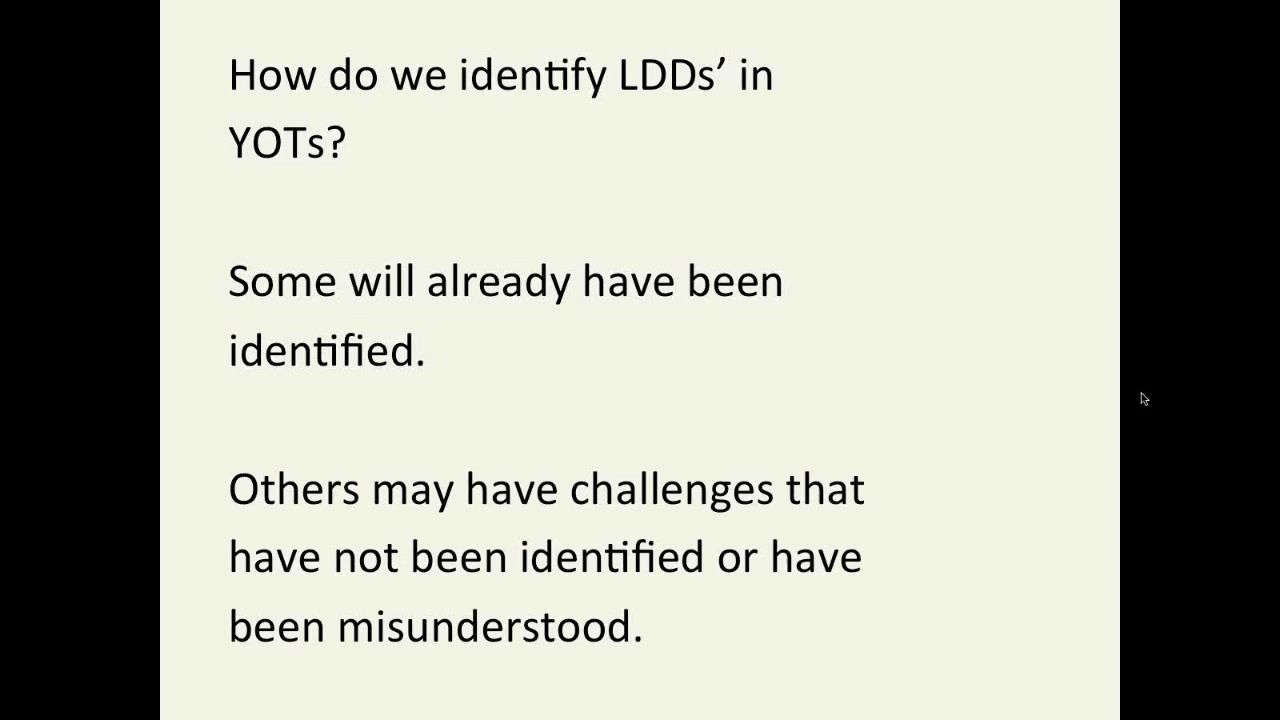 How do we identify LDDs’ in
YOTs?
Some will already have been
identified.
Others may have challenges that
have not been identified or have
been misunderstood.